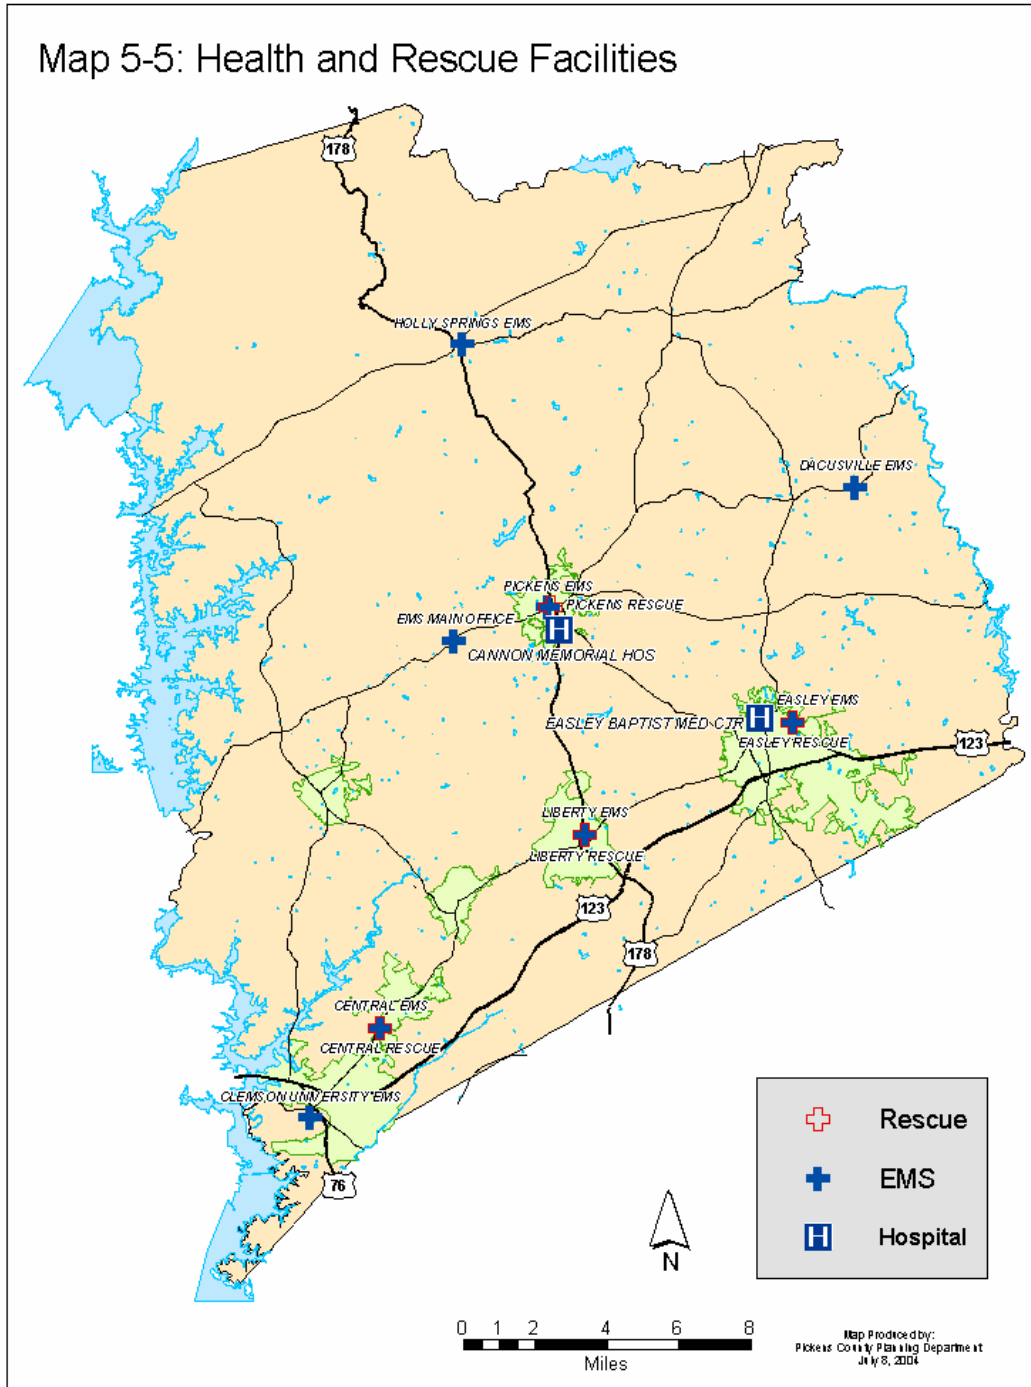 Map 5-5: Health and Rescue Facilities
178
HOLLY SPRINGS EMS
DACUSVILLE EMS
PICKENS EMS
PICKENS RESCUE
EMS MAIN OFFICE
H
CANNON MEMORIAL HOS
EASLEY EMS
EASLEY BAPTIST MED CTR
H
EASLEY RESCUE
123
LIBERTY EMS
LIBERTY RESCUE
123
178
CENTRAL EMS
CENTRAL RESCUE
CLEMSON UNIVERSITY EMS
76
Rescue
EMS
H Hospital
N
0 1 2 4 6 8
Miles
Map Produced by:
Pickens County Planning Department
July 8, 2004